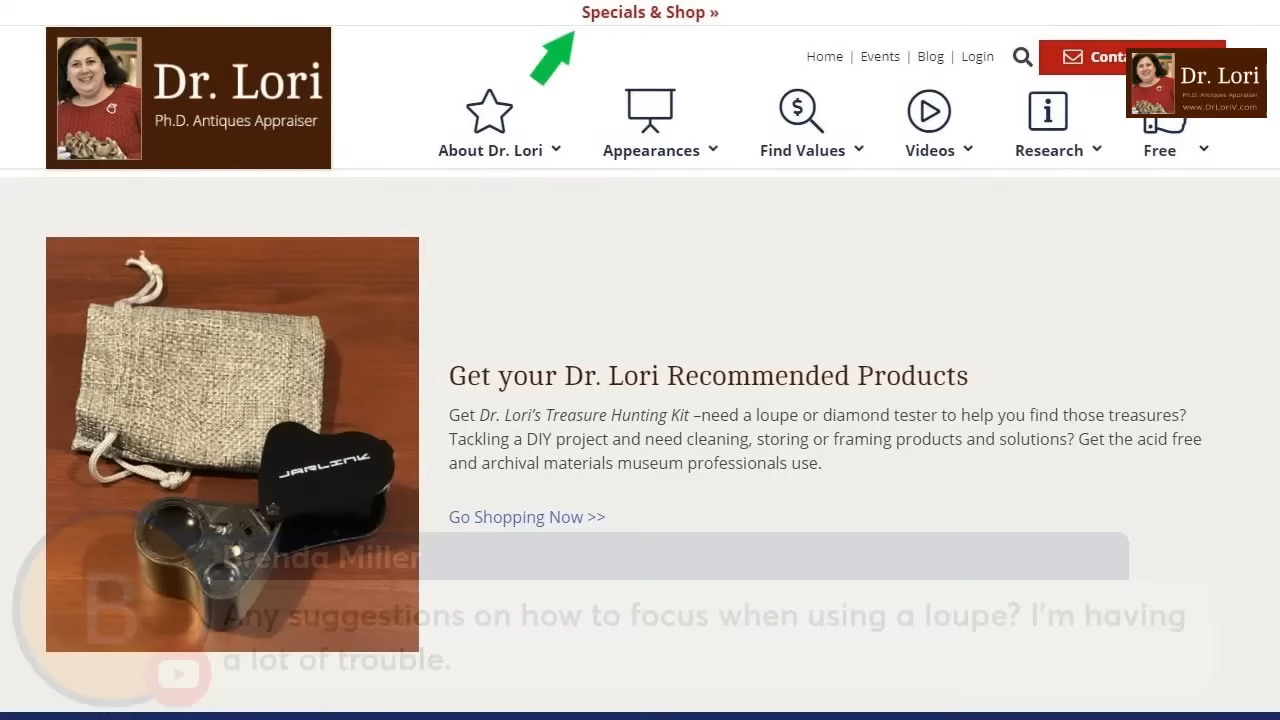 Specials & Shop »
Dr. Lori
Ph.D. Antiques Appraiser
Home | Events | Blog | Login
Conta
Dr. Lori
Ph.D. Antiques Appraiser
www.DrLoriV.com
About Dr. Lori
Appearances
Find Values
Videos
Research
Free
JARLINK
Get your Dr. Lori Recommended Products
Get Dr. Lori’s Treasure Hunting Kit –need a loupe or diamond tester to help you find those treasures?
Tackling a DIY project and need cleaning, storing or framing products and solutions? Get the acid free
and archival materials museum professionals use.
Go Shopping Now >>
B
Brenda Miller
Any suggestions on how to focus when using a loupe? I'm having
a lot of trouble.